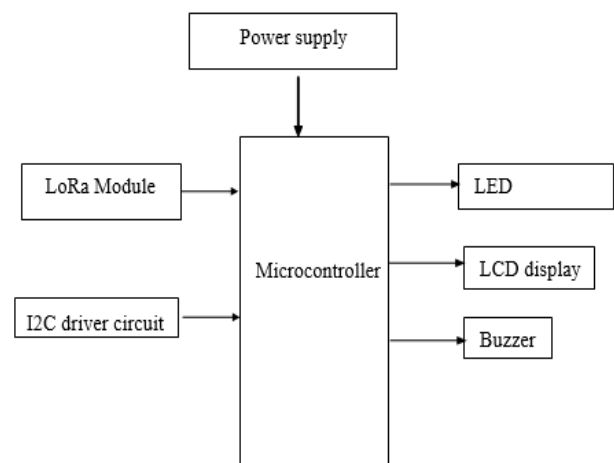 Power supply
LoRa Module
LED
Microcontroller
LCD display
I2C driver circuit
Buzzer